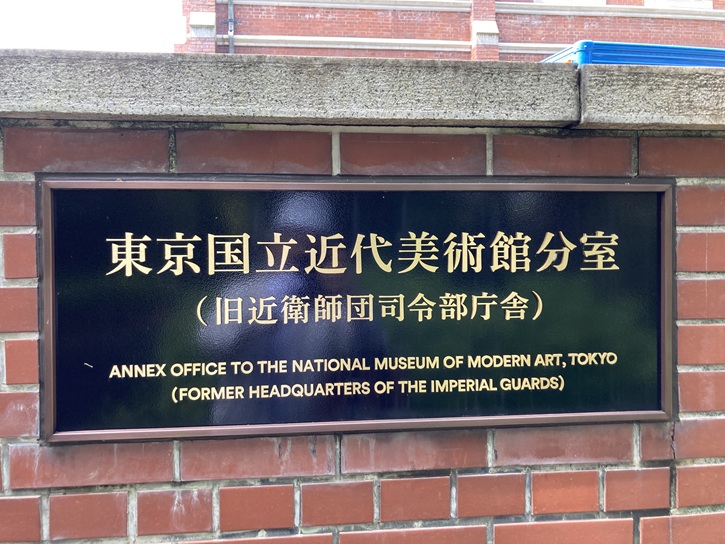 東京国立近代美術館分室
（旧近衛師団司令部庁舎）
ANNEX OFFICE TO THE NATIONAL MUSEUM OF MODERN ART, TOKYO
(FORMER HEADQUARTERS OF THE IMPERIAL GUARDS)